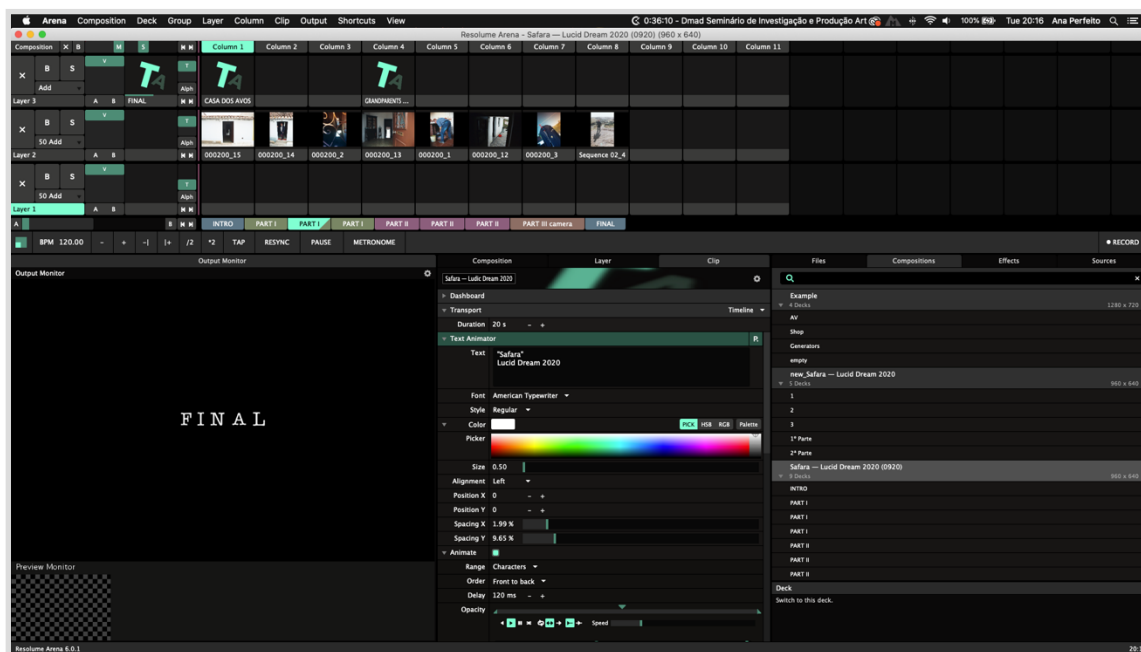 Arena Composition Deck Group Layer Column Clip Output Shortcuts View 0:36:10 - Dmad Seminário de Investigação e Produção Art 100% Tue 20:16 Ana Perfeito
Resolume Arena - Safara — Lucid Dream 2020 (0920) (960 x 640)
Composition X B M S Column 1 Column 2 Column 3 Column 4 Column 5 Column 6 Column 7 Column 8 Column 9 Column 10 Column 11
B S V T
Add Alph
Layer 3 A B FINAL CASA DOS AVOS GRANDPARENTS ...
B S V T
50 Add Alph
Layer 2 A B 000200_15 000200_14 000200_2 000200_13 000200_1 000200_12 000200_3 Sequence 02_4
B S V T
50 Add Alph
Layer 1 A B
A B INTRO PART I PART I PART I PART II PART II PART II PART III camera FINAL
BPM 120.00 - + -| |+ /2 *2 TAP RESYNC PAUSE METRONOME RECORD
Output Monitor Composition Layer Clip Files Compositions Effects Sources
Output Monitor
FINAL
Preview Monitor
Safara — Ludic Dream 2020
Dashboard
Transport Timeline
Duration 20 s - +
Text Animator P.
Text "Safara"
Lucid Dream 2020
Font American Typewriter
Style Regular
Color PICK HSB RGB Palette
Picker
Size 0.50
Alignment Left
Position X 0 - +
Position Y 0 - +
Spacing X 1.99 %
Spacing Y 9.65 %
Animate
Range Characters
Order Front to back
Delay 120 ms - +
Opacity
Speed
Example
4 Decks 1280 x 720
AV
Shop
Generators
empty
new_Safara — Lucid Dream 2020
5 Decks 960 x 640
1
2
3
1ª Parte
2ª Parte
Safara — Lucid Dream 2020 (0920)
9 Decks 960 x 640
INTRO
PART I
PART I
PART I
PART II
PART II
PART II
Deck
Switch to this deck.
Resolume Arena 6.0.1